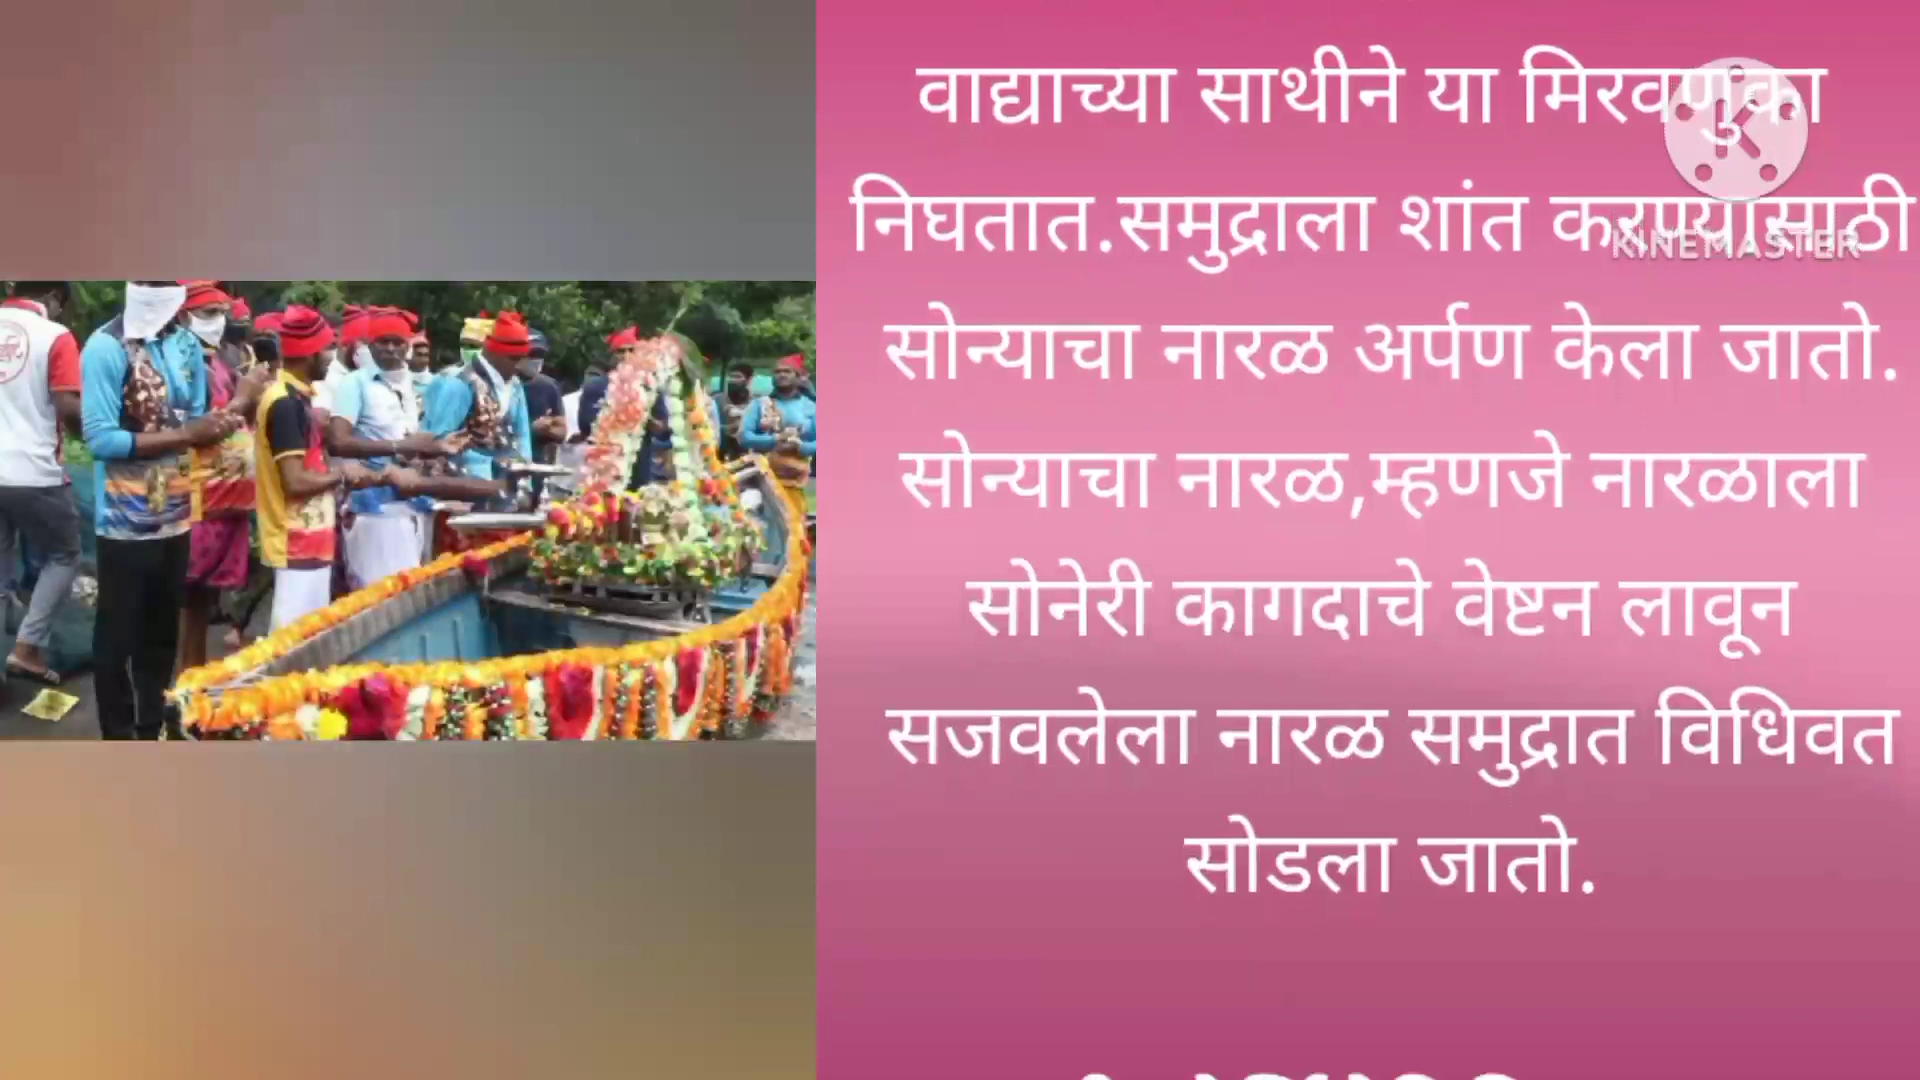 वाद्याच्या साथीने या मिरवणुका
निघतात.समुद्राला शांत करण्यासाठी
KINEMASTER
सोन्याचा नारळ अर्पण केला जातो.
सोन्याचा नारळ,म्हणजे नारळाला
सोनेरी कागदाचे वेष्टन लावून
सजवलेला नारळ समुद्रात विधिवत
सोडला जातो.